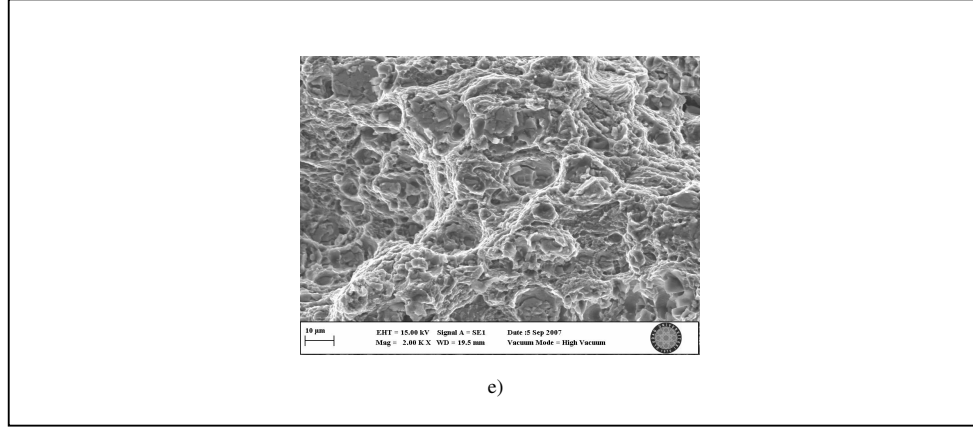 10 µm
EHT = 15.00 kV Signal A = SE1 Date :5 Sep 2007
Mag = 2.00 K X WD = 19.5 mm Vacuum Mode = High Vacuum
e)